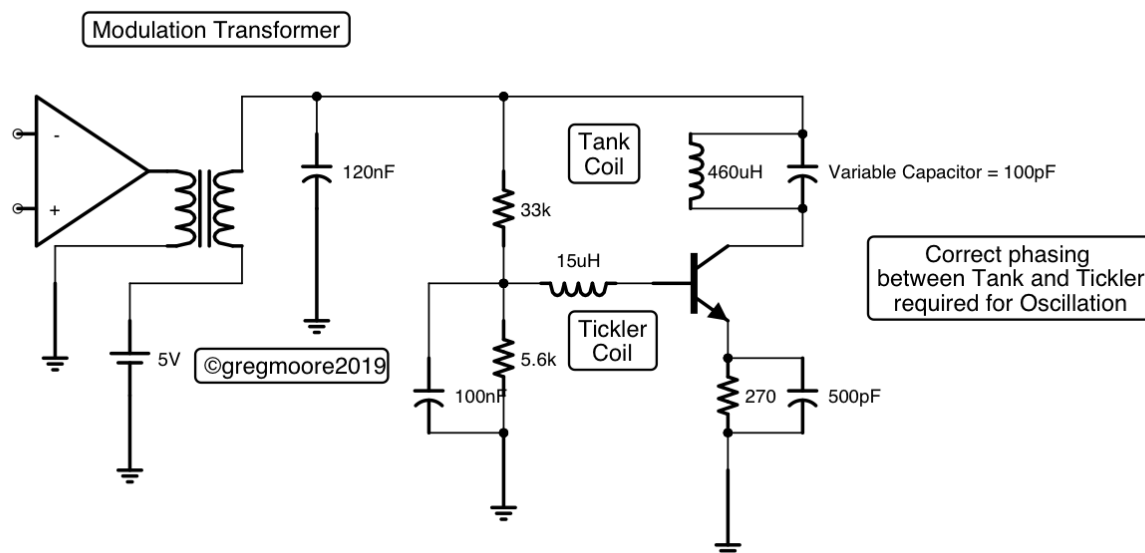 Modulation Transformer
-
+
120nF
5V
©gregmoore2019
33k
100nF
5.6k
15uH
Tickler
Coil
Tank
Coil
460uH
Variable Capacitor = 100pF
Correct phasing
between Tank and Tickler
required for Oscillation
270
500pF